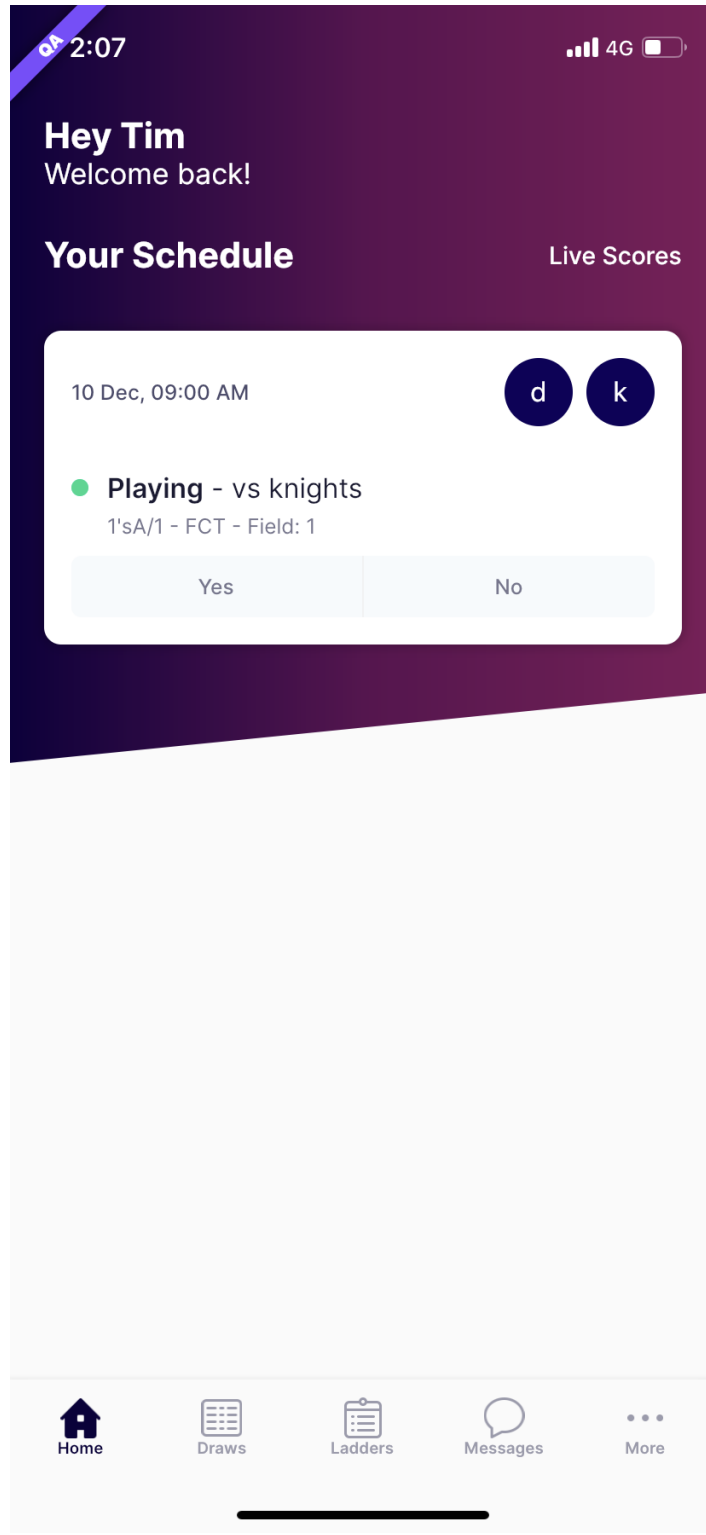 QA
2:07
4G
Hey Tim
Welcome back!
Your Schedule
Live Scores
10 Dec, 09:00 AM
d
k
Playing - vs knights
1'sA/1 - FCT - Field: 1
Yes
No
Home
Draws
Ladders
Messages
More